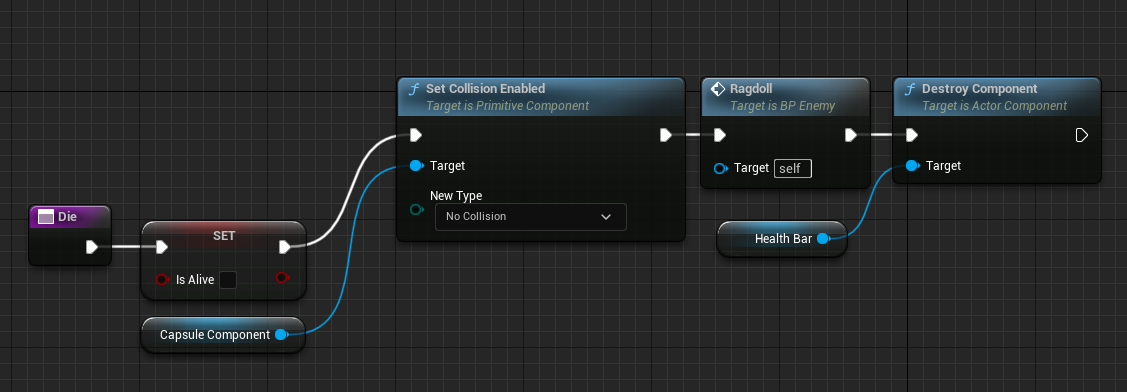 Die
SET
Is Alive
Capsule Component
Set Collision Enabled
Target is Primitive Component
Target
New Type
No Collision
Ragdoll
Target is BP Enemy
Target self
Health Bar
Destroy Component
Target is Actor Component
Target